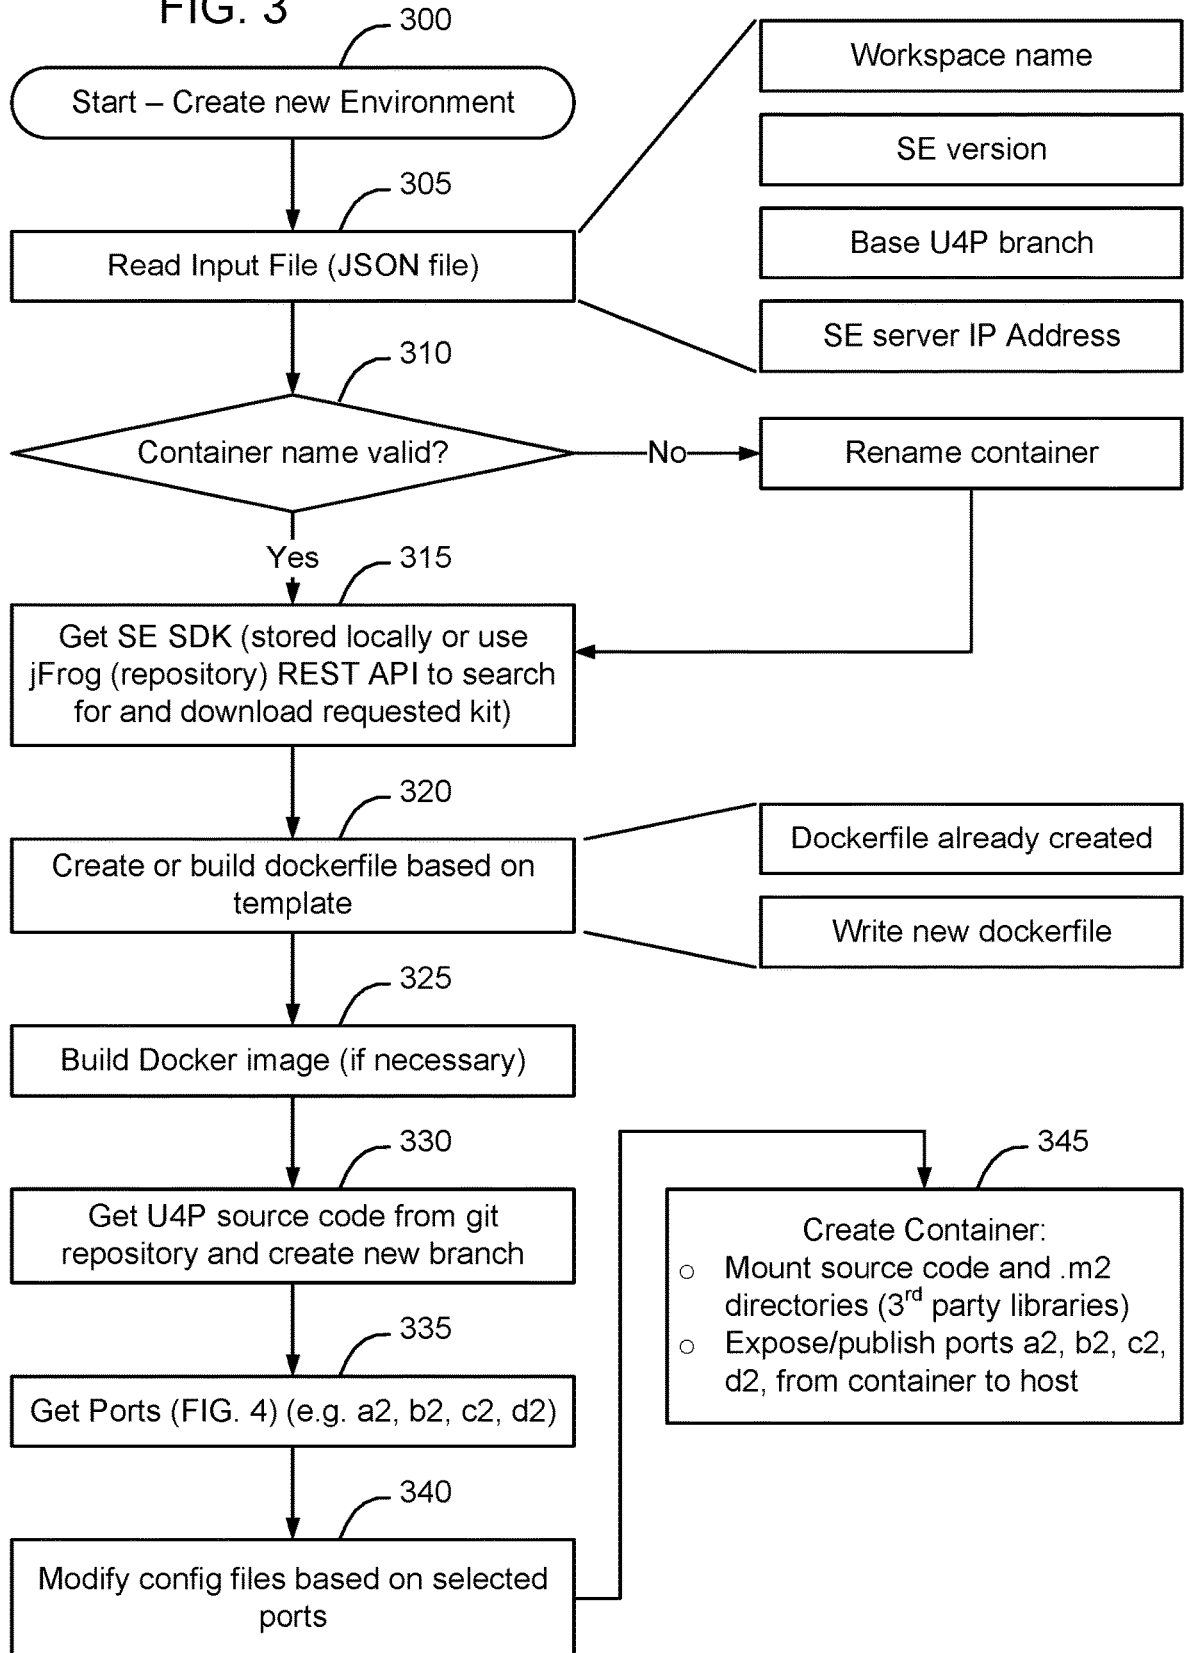 FIG. 3
300
Start – Create new Environment
Workspace name
SE version
Base U4P branch
SE server IP Address
305
Read Input File (JSON file)
310
Container name valid?
No
Rename container
Yes
315
Get SE SDK (stored locally or use
jFrog (repository) REST API to search
for and download requested kit)
320
Create or build dockerfile based on
template
Dockerfile already created
Write new dockerfile
325
Build Docker image (if necessary)
330
Get U4P source code from git
repository and create new branch
335
Get Ports (FIG. 4) (e.g. a2, b2, c2, d2)
340
Modify config files based on selected
ports
345
Create Container:
○ Mount source code and .m2
directories (3rd party libraries)
○ Expose/publish ports a2, b2, c2,
d2, from container to host